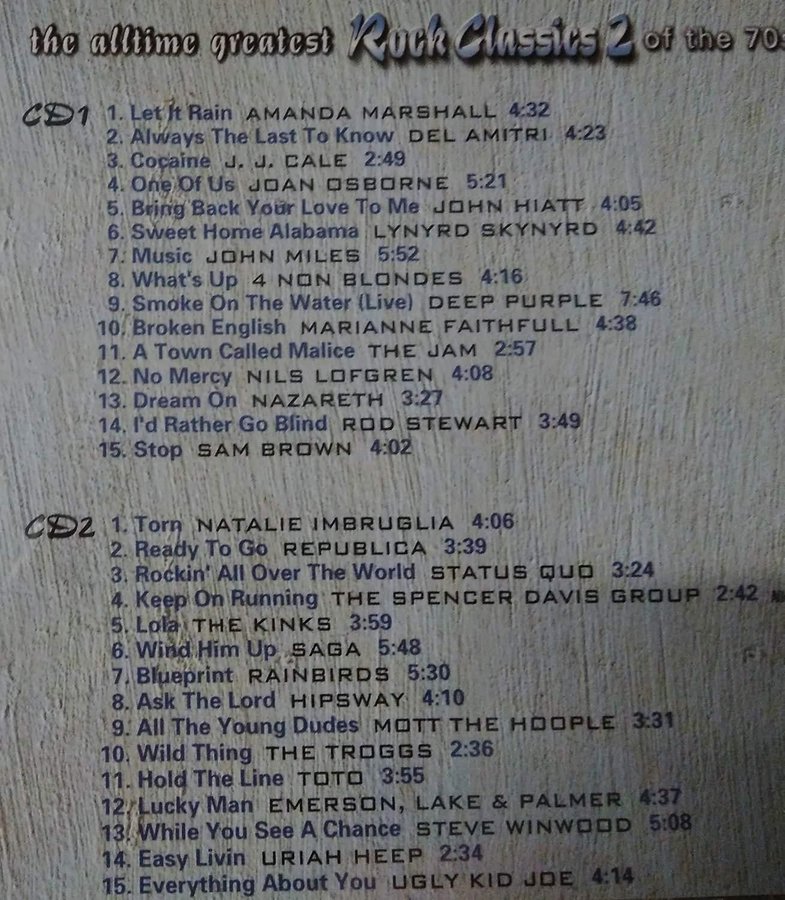 the alltime greatest Rock Classics 2 of the 70s
CD1 1. Let It Rain AMANDA MARSHALL 4:32
2. Always The Last To Know DEL AMITRI 4:23
3. Cocaine J. J. CALE 2:49
4. One Of Us JOAN OSBORNE 5:21
5. Bring Back Your Love To Me JOHN HIATT 4:05
6. Sweet Home Alabama LYNYRD SKYNYRD 4:42
7. Music JOHN MILES 5:52
8. What's Up 4 NON BLONDES 4:16
9. Smoke On The Water (Live) DEEP PURPLE 7:46
10. Broken English MARIANNE FAITHFULL 4:38
11. A Town Called Malice THE JAM 2:57
12. No Mercy NILS LOFGREN 4:08
13. Dream On NAZARETH 3:27
14. I'd Rather Go Blind ROD STEWART 3:49
15. Stop SAM BROWN 4:02
CD2 1. Torn NATALIE IMBRUGLIA 4:06
2. Ready To Go REPUBLICA 3:39
3. Rockin' All Over The World STATUS QUO 3:24
4. Keep On Running THE SPENCER DAVIS GROUP 2:42
5. Lola THE KINKS 3:59
6. Wind Him Up SAGA 5:48
7. Blueprint RAINBIRDS 5:30
8. Ask The Lord HIPSWAY 4:10
9. All The Young Dudes MOTT THE HOOPLE 3:31
10. Wild Thing THE TROGGS 2:36
11. Hold The Line TOTO 3:55
12. Lucky Man EMERSON, LAKE & PALMER 4:37
13. While You See A Chance STEVE WINWOOD 5:08
14. Easy Livin URIAH HEEP 2:34
15. Everything About You UGLY KID JOE 4:14